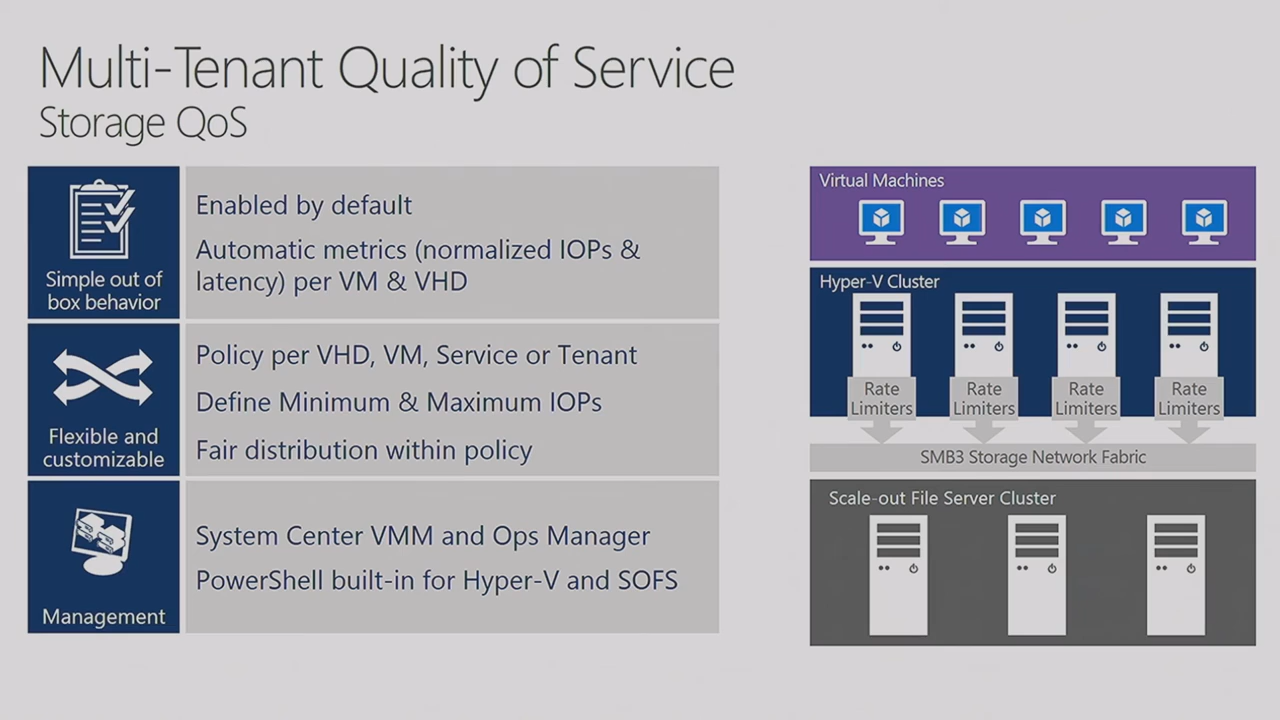 Multi-Tenant Quality of Service
Storage QoS
Simple out of
box behavior
Enabled by default
Automatic metrics (normalized IOPs &
latency) per VM & VHD
Flexible and
customizable
Policy per VHD, VM, Service or Tenant
Define Minimum & Maximum IOPs
Fair distribution within policy
Management
System Center VMM and Ops Manager
PowerShell built-in for Hyper-V and SOFS
Virtual Machines
Hyper-V Cluster
Rate
Limiters
Rate
Limiters
Rate
Limiters
Rate
Limiters
SMB3 Storage Network Fabric
Scale-out File Server Cluster